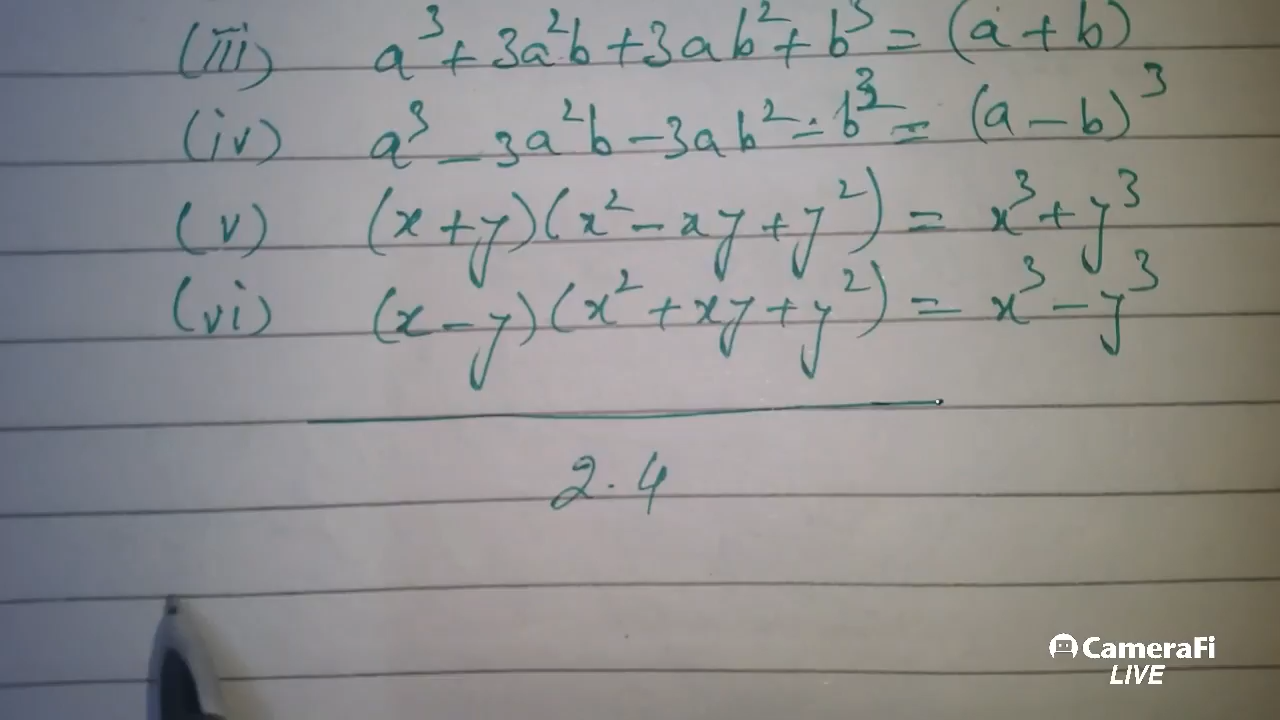 (iii) a³ + 3a²b + 3ab² + b³ = (a + b)
(iv) a³ – 3a²b – 3ab² – b³ = (a – b)³
(v) (x + y)(x² – xy + y²) = x³ + y³
(vi) (x – y)(x² + xy + y²) = x³ – y³
2.4
CameraFi
LIVE